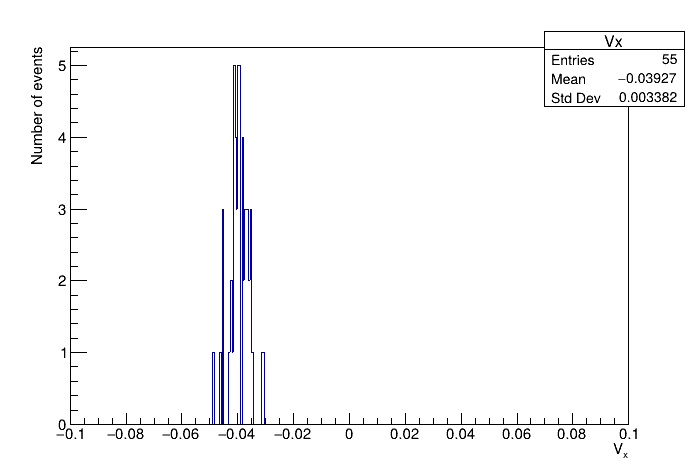 Vx
Entries 55
Mean −0.03927
Std Dev 0.003382
Number of events
5
4
3
2
1
0
−0.1 −0.08 −0.06 −0.04 −0.02 0 0.02 0.04 0.06 0.08 0.1
Vx